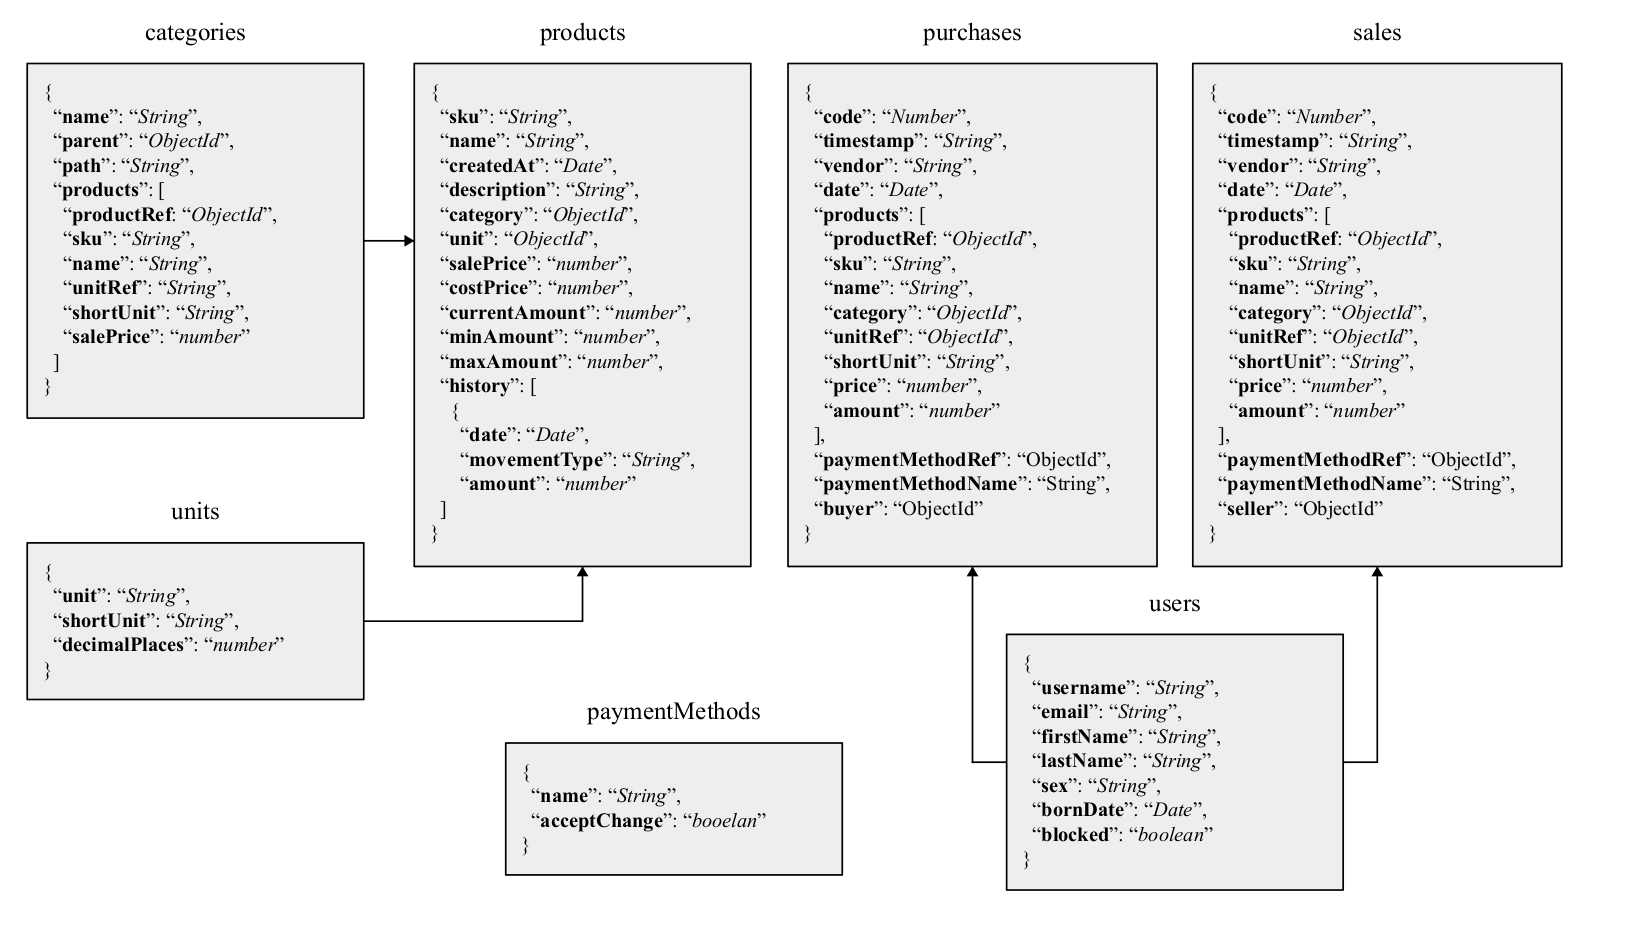 categories
{
“name”: “String”,
“parent”: “ObjectId”,
“path”: “String”,
“products”: [
“productRef: “ObjectId”,
“sku”: “String”,
“name”: “String”,
“unitRef”: “String”,
“shortUnit”: “String”,
“salePrice”: “number”
]
}
products
{
“sku”: “String”,
“name”: “String”,
“createdAt”: “Date”,
“description”: “String”,
“category”: “ObjectId”,
“unit”: “ObjectId”,
“salePrice”: “number”,
“costPrice”: “number”,
“currentAmount”: “number”,
“minAmount”: “number”,
“maxAmount”: “number”,
“history”: [
{
“date”: “Date”,
“movementType”: “String”,
“amount”: “number”
]
}
purchases
{
“code”: “Number”,
“timestamp”: “String”,
“vendor”: “String”,
“date”: “Date”,
“products”: [
“productRef: “ObjectId”,
“sku”: “String”,
“name”: “String”,
“category”: “ObjectId”,
“unitRef”: “ObjectId”,
“shortUnit”: “String”,
“price”: “number”,
“amount”: “number”
],
“paymentMethodRef”: “ObjectId”,
“paymentMethodName”: “String”,
“buyer”: “ObjectId”
}
sales
{
“code”: “Number”,
“timestamp”: “String”,
“vendor”: “String”,
“date”: “Date”,
“products”: [
“productRef: “ObjectId”,
“sku”: “String”,
“name”: “String”,
“category”: “ObjectId”,
“unitRef”: “ObjectId”,
“shortUnit”: “String”,
“price”: “number”,
“amount”: “number”
],
“paymentMethodRef”: “ObjectId”,
“paymentMethodName”: “String”,
“seller”: “ObjectId”
}
units
{
“unit”: “String”,
“shortUnit”: “String”,
“decimalPlaces”: “number”
}
paymentMethods
{
“name”: “String”,
“acceptChange”: “booelan”
}
users
{
“username”: “String”,
“email”: “String”,
“firstName”: “String”,
“lastName”: “String”,
“sex”: “String”,
“bornDate”: “Date”,
“blocked”: “boolean”
}